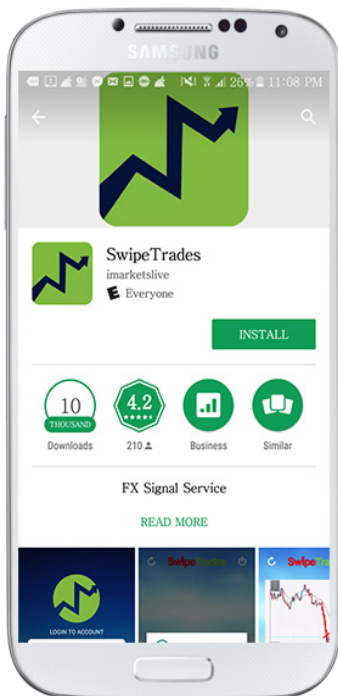 SAMSUNG
26% 11:08 PM
SwipeTrades
imarketslive
E Everyone
INSTALL
10
THOUSAND
4.2
Downloads
210
Business
Similar
FX Signal Service
READ MORE
SwipeTrades
SwipeTra
LOGIN TO ACCOUNT